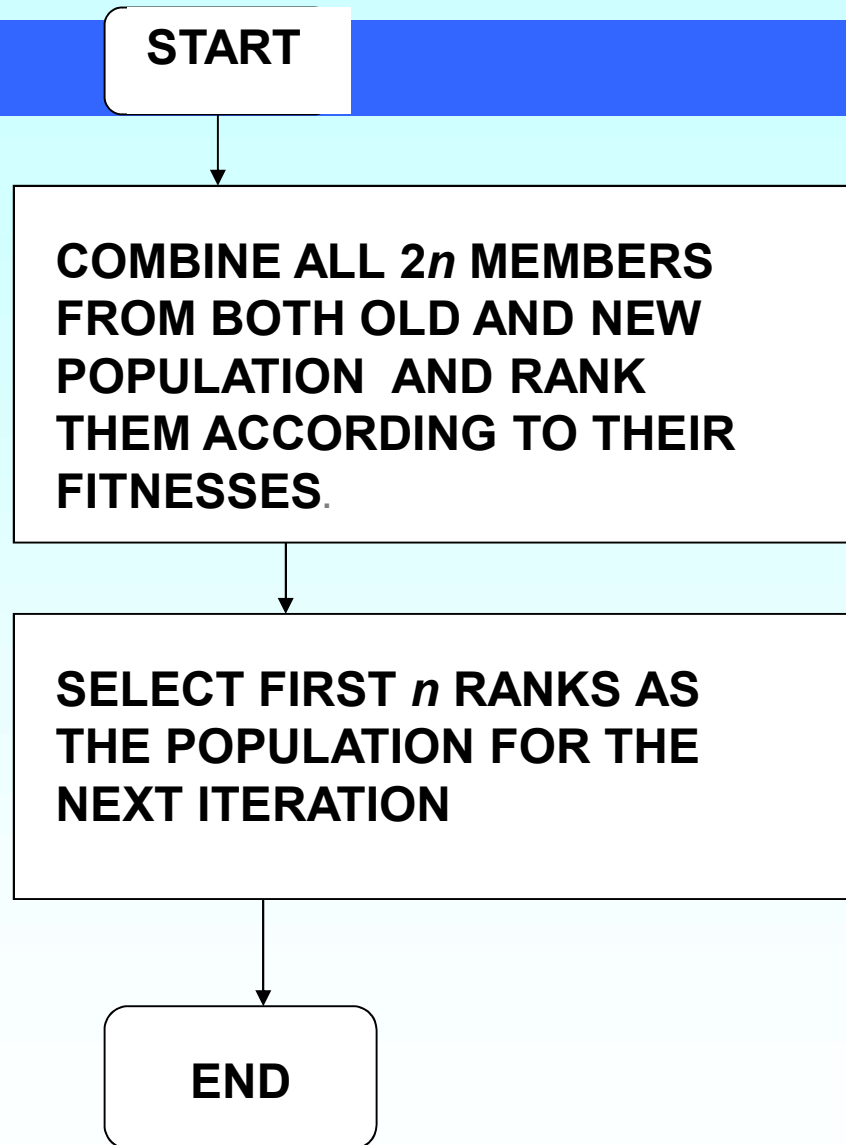 START
COMBINE ALL 2n MEMBERS
FROM BOTH OLD AND NEW
POPULATION AND RANK
THEM ACCORDING TO THEIR
FITNESSES.
SELECT FIRST n RANKS AS
THE POPULATION FOR THE
NEXT ITERATION
END